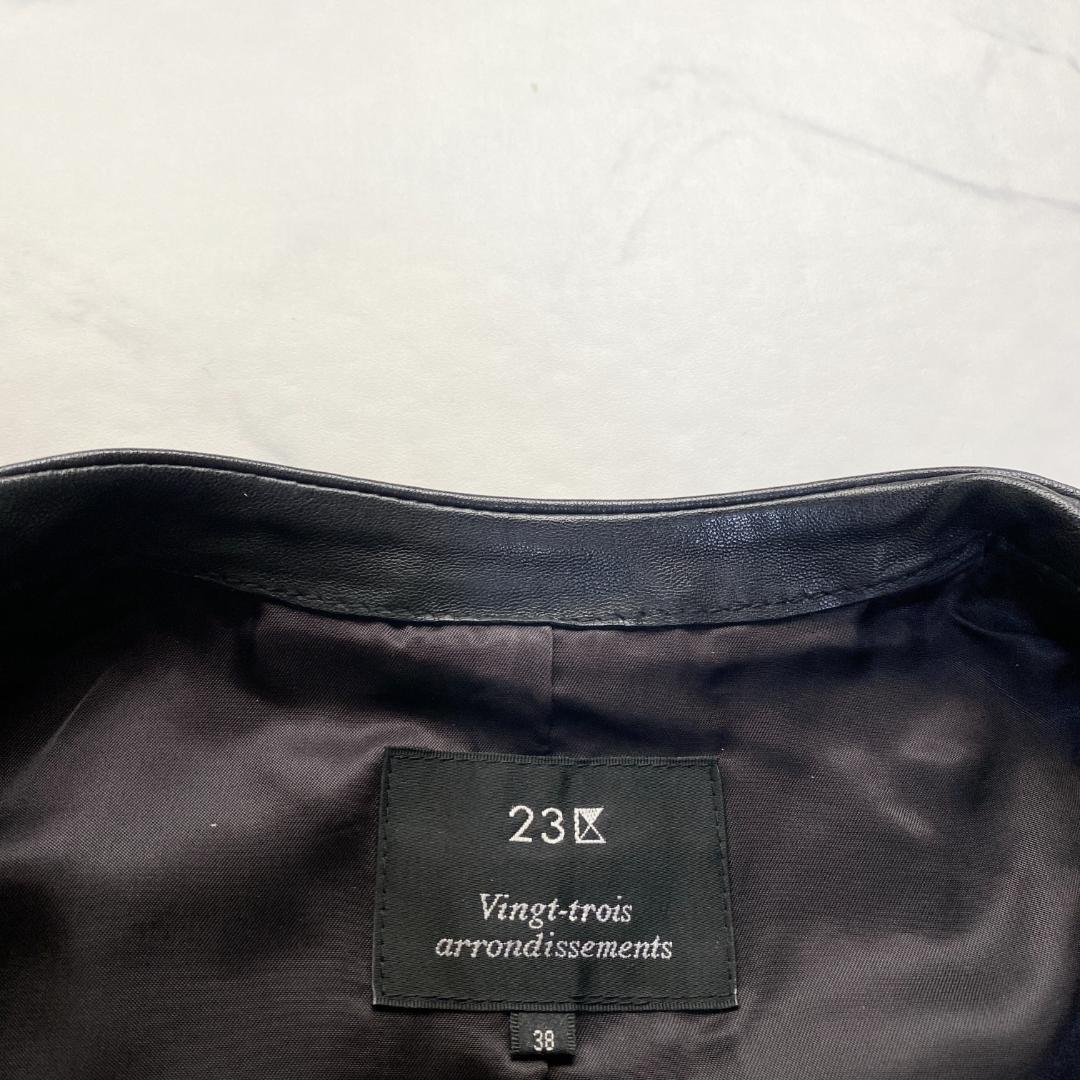 23区
Vingt-trois
arrondissements
38